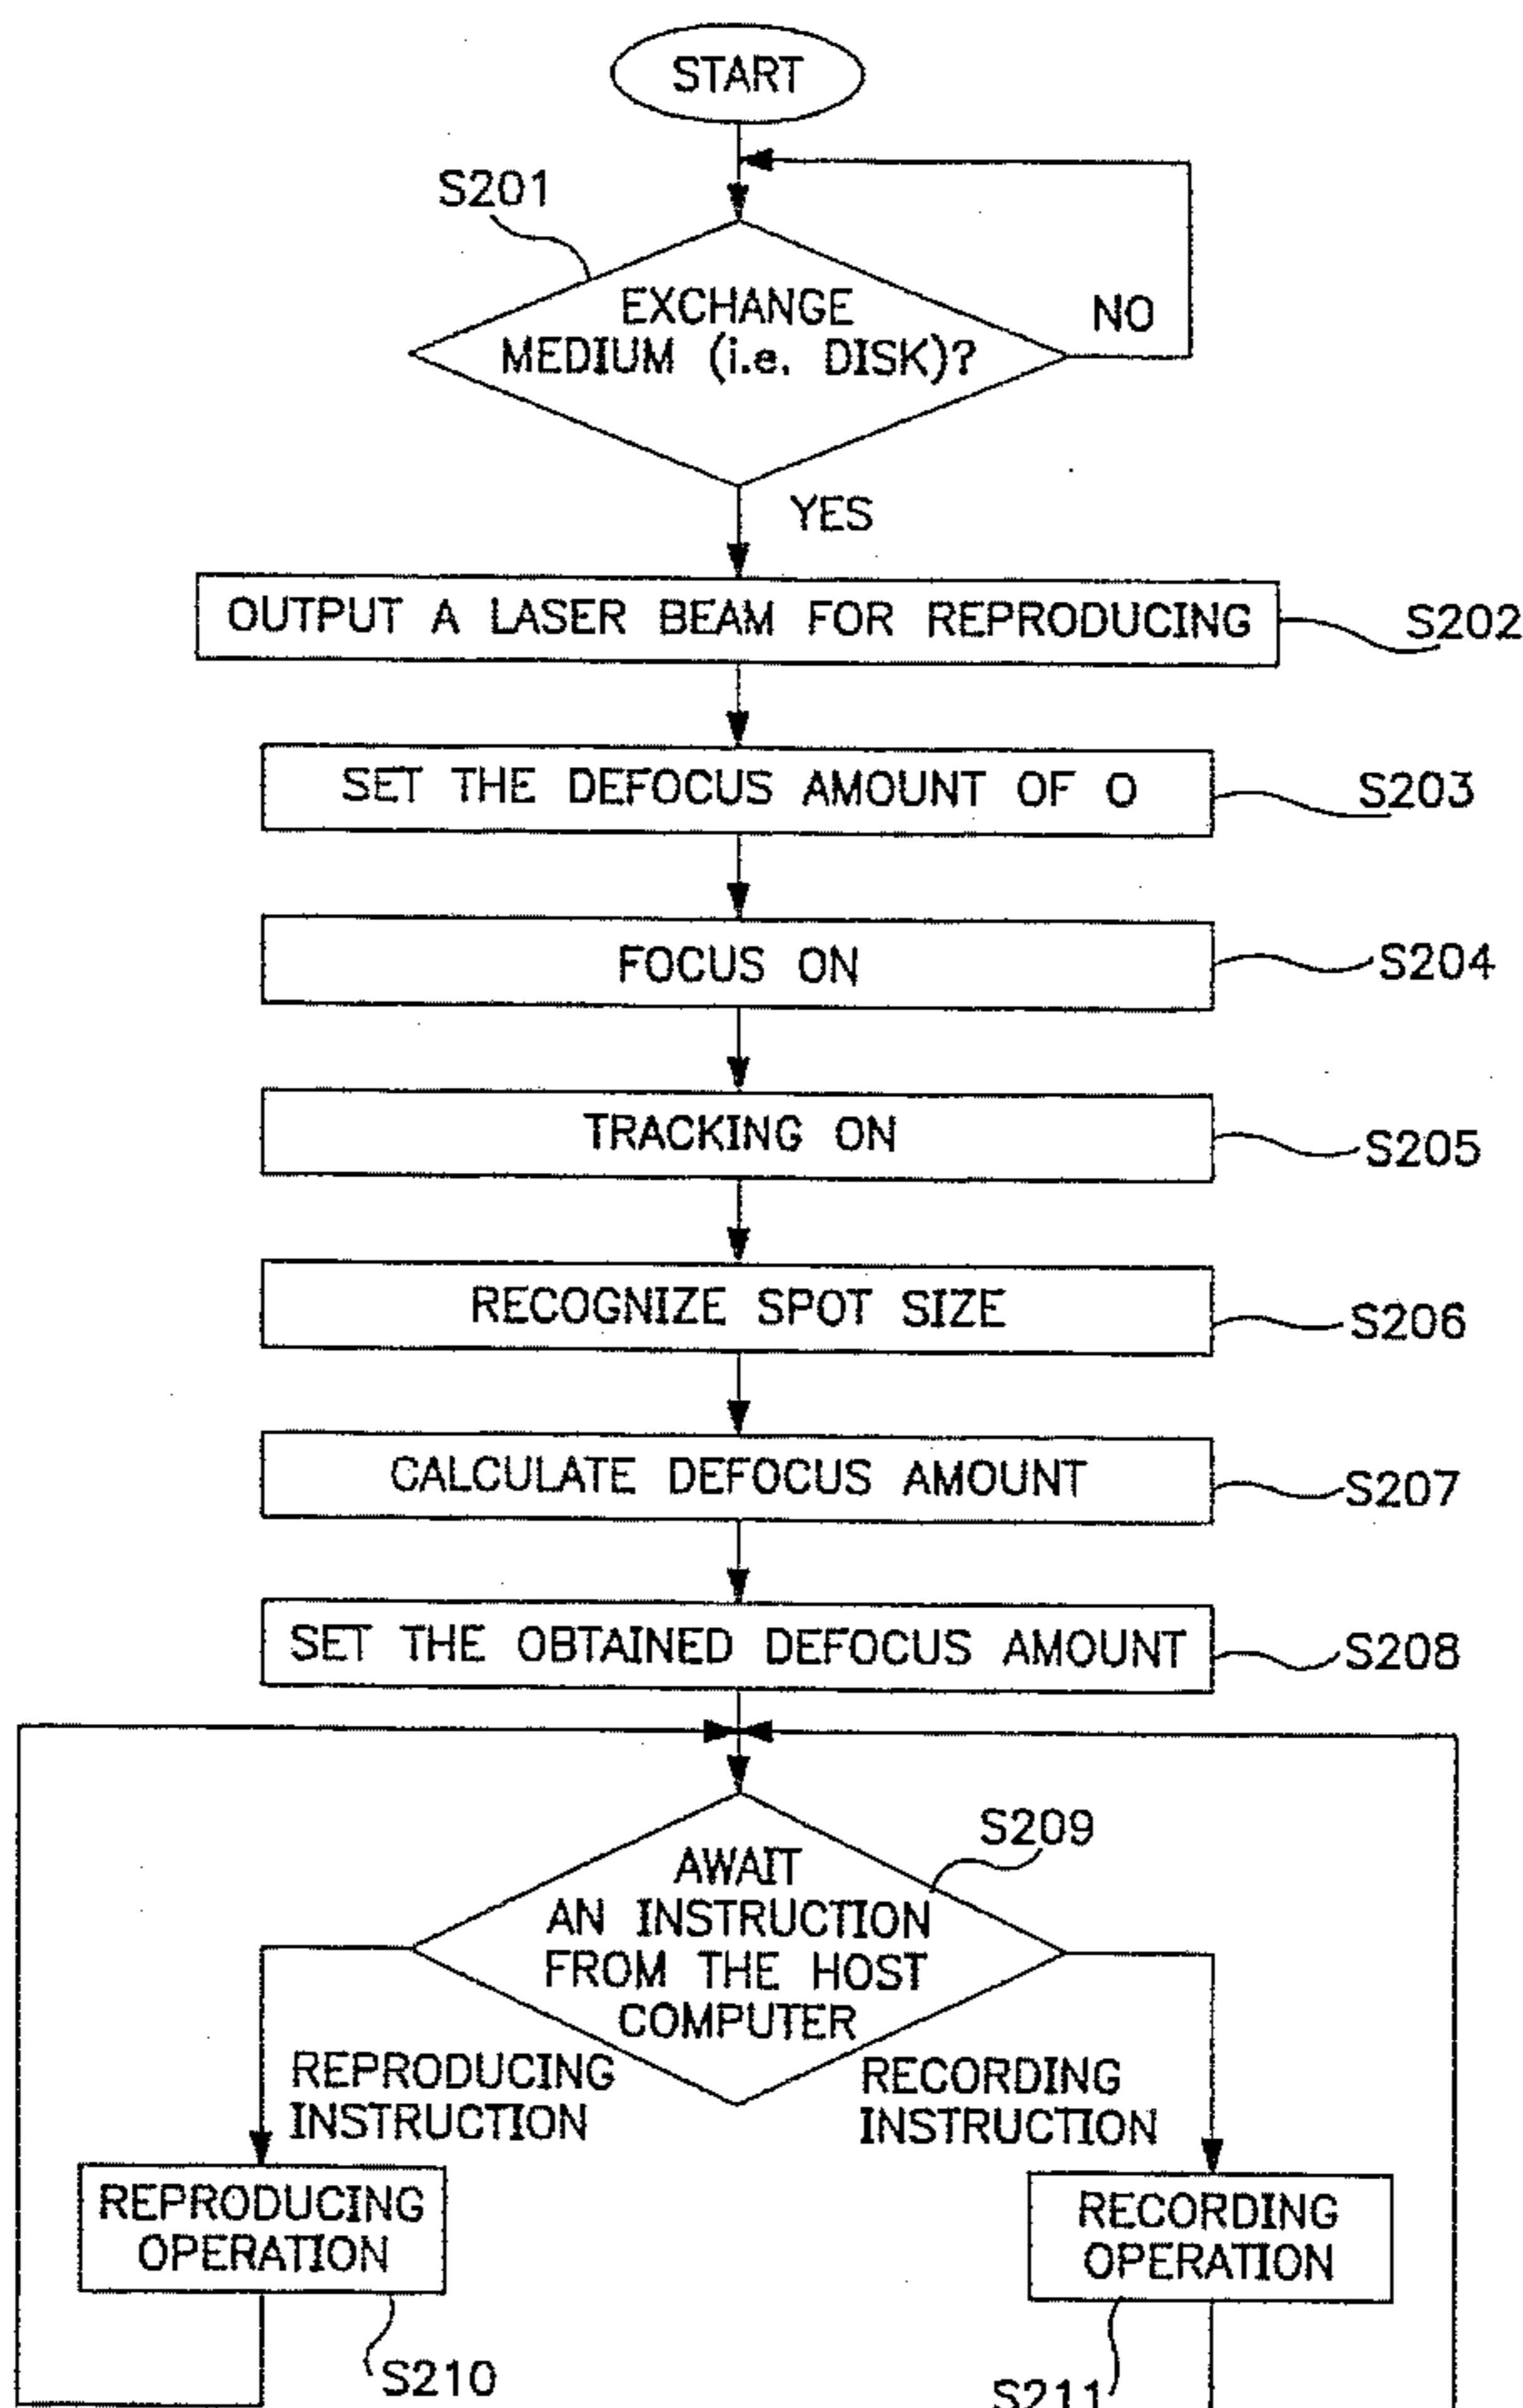 START
S201
EXCHANGE
MEDIUM (i.e. DISK)?
NO
YES
OUTPUT A LASER BEAM FOR REPRODUCING
S202
SET THE DEFOCUS AMOUNT OF 0
S203
FOCUS ON
S204
TRACKING ON
S205
RECOGNIZE SPOT SIZE
S206
CALCULATE DEFOCUS AMOUNT
S207
SET THE OBTAINED DEFOCUS AMOUNT
S208
S209
AWAIT
AN INSTRUCTION
FROM THE HOST
COMPUTER
REPRODUCING
INSTRUCTION
RECORDING
INSTRUCTION
REPRODUCING
OPERATION
RECORDING
OPERATION
S210
S211